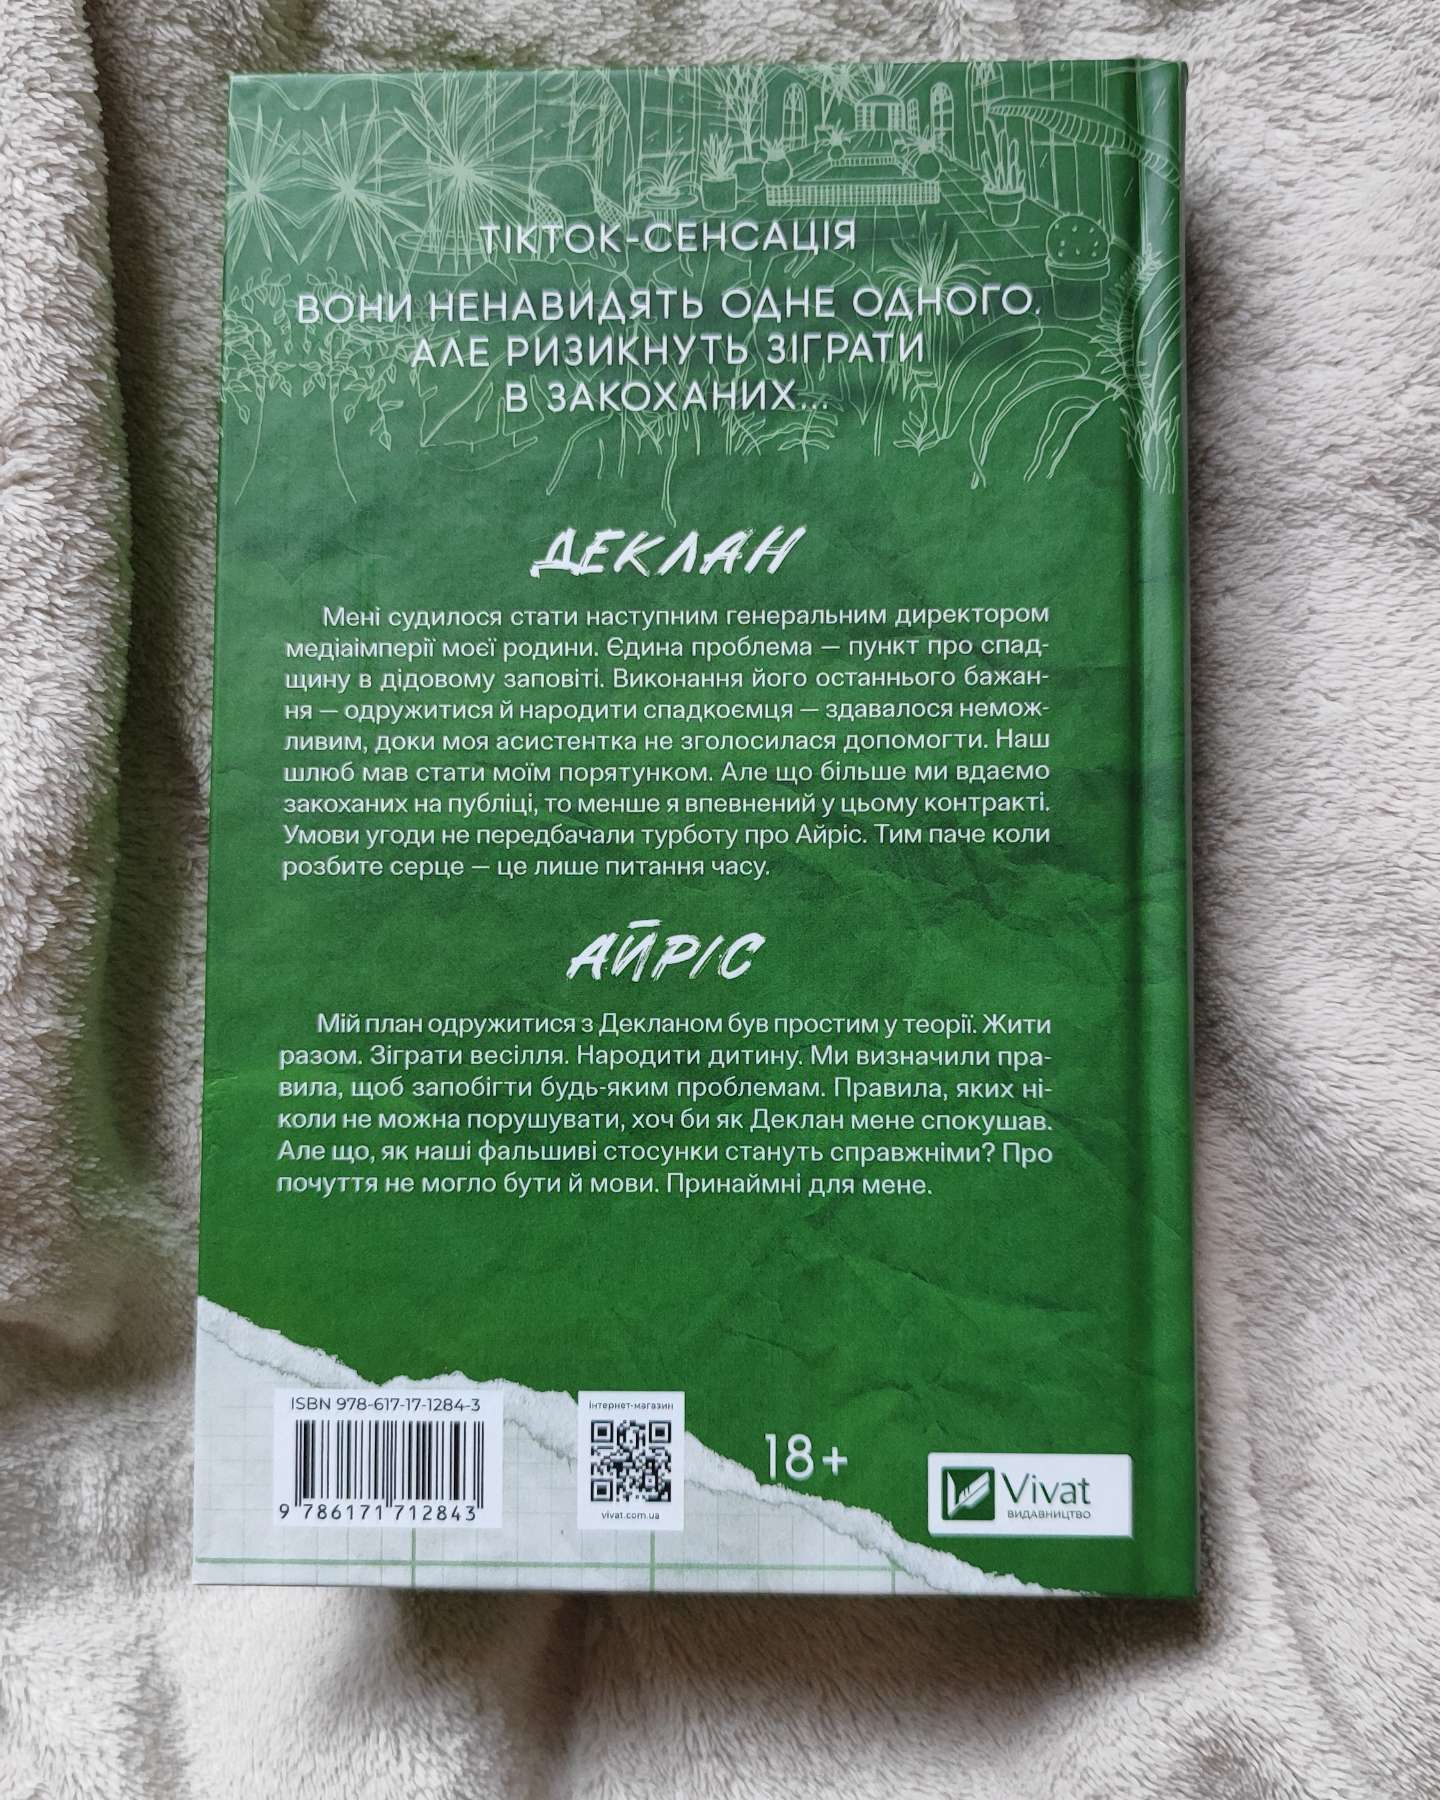 ТІКТОК-СЕНСАЦІЯ
ВОНИ НЕНАВИДЯТЬ ОДНЕ ОДНОГО,
АЛЕ РИЗИКНУТЬ ЗІГРАТИ
В ЗАКОХАНИХ...
ДЕКЛАН
Мені судилося стати наступним генеральним директором
медіаімперії моєї родини. Єдина проблема — пункт про спад-
щину в дідовому заповіті. Виконання його останнього бажан-
ня — одружитися й народити спадкоємця — здавалося немож-
ливим, доки моя асистентка не зголосилася допомогти. Наш
шлюб мав стати моїм порятунком. Але що більше ми вдаємо
закоханих на публіці, то менше я впевнений у цьому контракті.
Умови угоди не передбачали турботу про Айріс. Тим паче коли
розбите серце — це лише питання часу.
АЙРІС
Мій план одружитися з Декланом був простим у теорії. Жити
разом. Зіграти весілля. Народити дитину. Ми визначили пра-
вила, щоб запобігти будь-яким проблемам. Правила, яких ні-
коли не можна порушувати, хоч би як Деклан мене спокушав.
Але що, як наші фальшиві стосунки стануть справжніми? Про
почуття не могло бути й мови. Принаймні для мене.
ISBN 978-617-17-1284-3
9 786171 712843
інтернет-магазин
vivat.com.ua
18+
Vivat
ВИДАВНИЦТВО